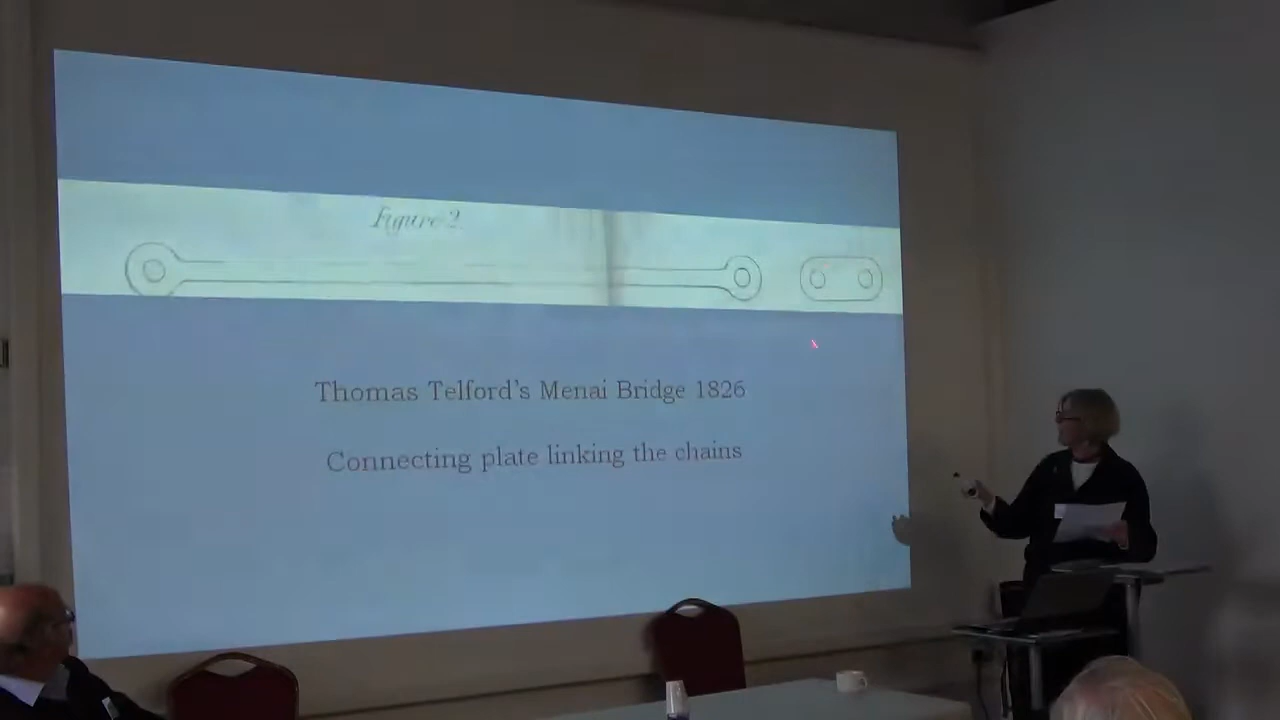 Figure 2.
Thomas Telford's Menai Bridge 1826
Connecting plate linking the chains